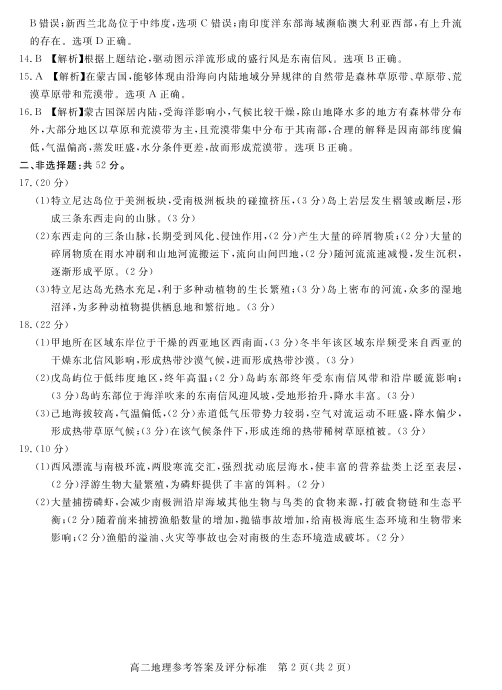 B 错误;新西兰北岛位于中纬度,选项 C 错误;南印度洋东部海域濒临澳大利亚西部,有上升流
的存在。选项 D 正确。
14. B 【解析】根据上题结论,驱动图示洋流形成的盛行风是东南信风。选项 B 正确。
15. A 【解析】在蒙古国,能够体现由沿海向内陆地域分异规律的自然带是森林草原带、草原带、荒
漠草原带和荒漠带。选项 A 正确。
16. B 【解析】蒙古国深居内陆,受海洋影响小,气候比较干燥,除山地降水多的地方有森林带分布
外,大部分地区以草原和荒漠带为主,且荒漠带集中分布于其南部,合理的解释是因南部纬度偏
低,气温偏高,蒸发旺盛,水分条件更差,故而形成荒漠带。选项 B 正确。
二、非选择题:共 52 分。
17. (20 分)
(1)特立尼达岛位于美洲板块,受南极洲板块的碰撞挤压,(3 分)岛上岩层发生褶皱或断层,形
成三条东西走向的山脉。(3 分)
(2)东西走向的三条山脉,长期受到风化、侵蚀作用,(2 分)产生大量的碎屑物质;(2 分)大量的
碎屑物质在雨水冲刷和山地河流搬运下,流向山间凹地,(2 分)随河流流速减慢,发生沉积,
逐渐形成平原。(2 分)
(3)特立尼达岛光热水充足,利于多种动植物的生长繁殖;(3 分)岛上密布的河流,众多的湿地
沼泽,为多种动植物提供栖息地和繁衍地。(3 分)
18. (22 分)
(1)甲地所在区域东岸位于干燥的西亚地区西南面,(3 分)冬半年该区域东岸频受来自西亚的
干燥东北信风影响,形成热带沙漠气候,进而形成热带沙漠。(3 分)
(2)戊岛屿位于低纬度地区,终年高温;(2 分)岛屿东部终年受东南信风带和沿岸暖流影响;
(3 分)岛屿东部位于海洋吹来的东南信风迎风坡,受地形抬升,降水丰富。(3 分)
(3)己地海拔较高,气温偏低,(2 分)赤道低气压带势力较弱,空气对流运动不旺盛,降水偏少,
形成热带草原气候;(3 分)在该气候条件下,形成连绵的热带稀树草原植被。(3 分)
19. (10 分)
(1)西风漂流与南极环流,两股寒流交汇,强烈扰动底层海水,使丰富的营养盐类上泛至表层,
(2 分)浮游生物大量繁殖,为磷虾提供了丰富的饵料。(2 分)
(2)大量捕捞磷虾,会减少南极洲沿岸海域其他生物与鸟类的食物来源,打破食物链和生态平
衡;(2 分)随着前来捕捞渔船数量的增加,抛锚事故增加,给南极海底生态环境和生物带来
影响;(2 分)渔船的溢油、火灾等事故也会对南极的生态环境造成破坏。(2 分)
高二地理参考答案及评分标准 第 2 页(共 2 页)